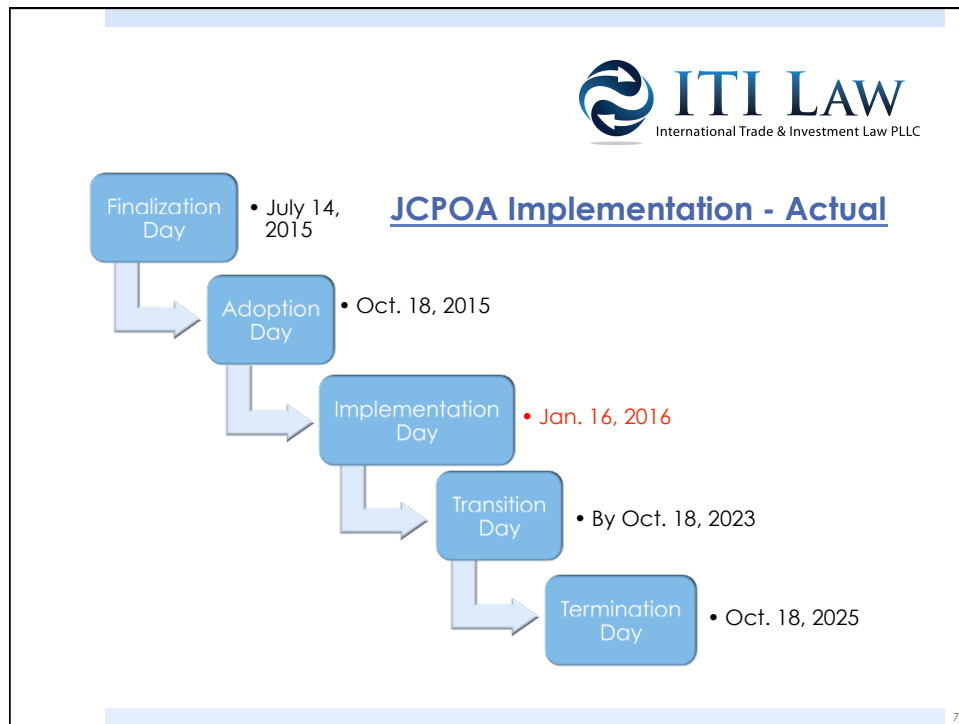 ITI LAW
International Trade & Investment Law PLLC
JCPOA Implementation - Actual
Finalization
Day
• July 14,
2015
Adoption
Day
• Oct. 18, 2015
Implementation
Day
• Jan. 16, 2016
Transition
Day
• By Oct. 18, 2023
Termination
Day
• Oct. 18, 2025
7